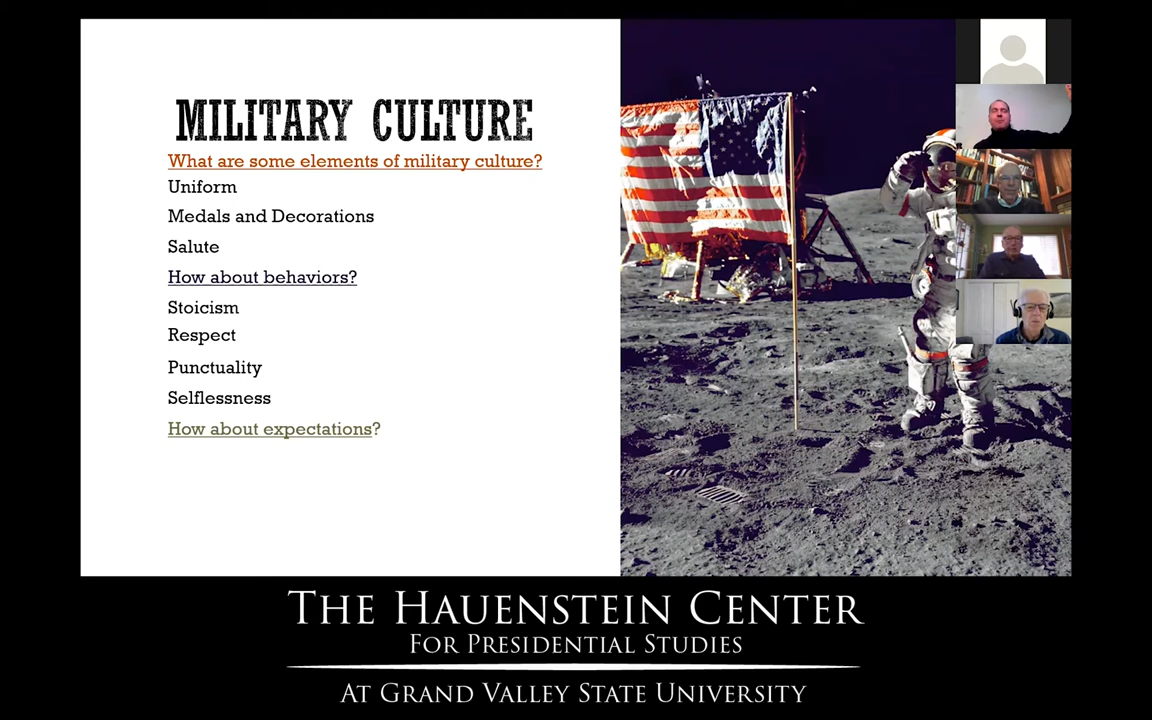 MILITARY CULTURE
What are some elements of military culture?
Uniform
Medals and Decorations
Salute
How about behaviors?
Stoicism
Respect
Punctuality
Selflessness
How about expectations?
THE HAUENSTEIN CENTER
FOR PRESIDENTIAL STUDIES
AT GRAND VALLEY STATE UNIVERSITY